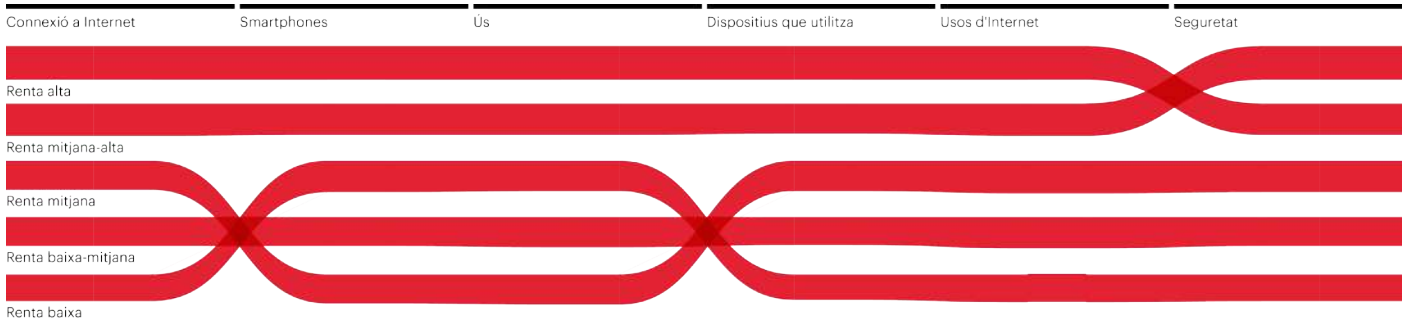 Connexió a Internet
Smartphones
Ús
Dispositius que utilitza
Usos d'Internet
Seguretat
Renta alta
Renta mitjana-alta
Renta mitjana
Renta baixa-mitjana
Renta baixa